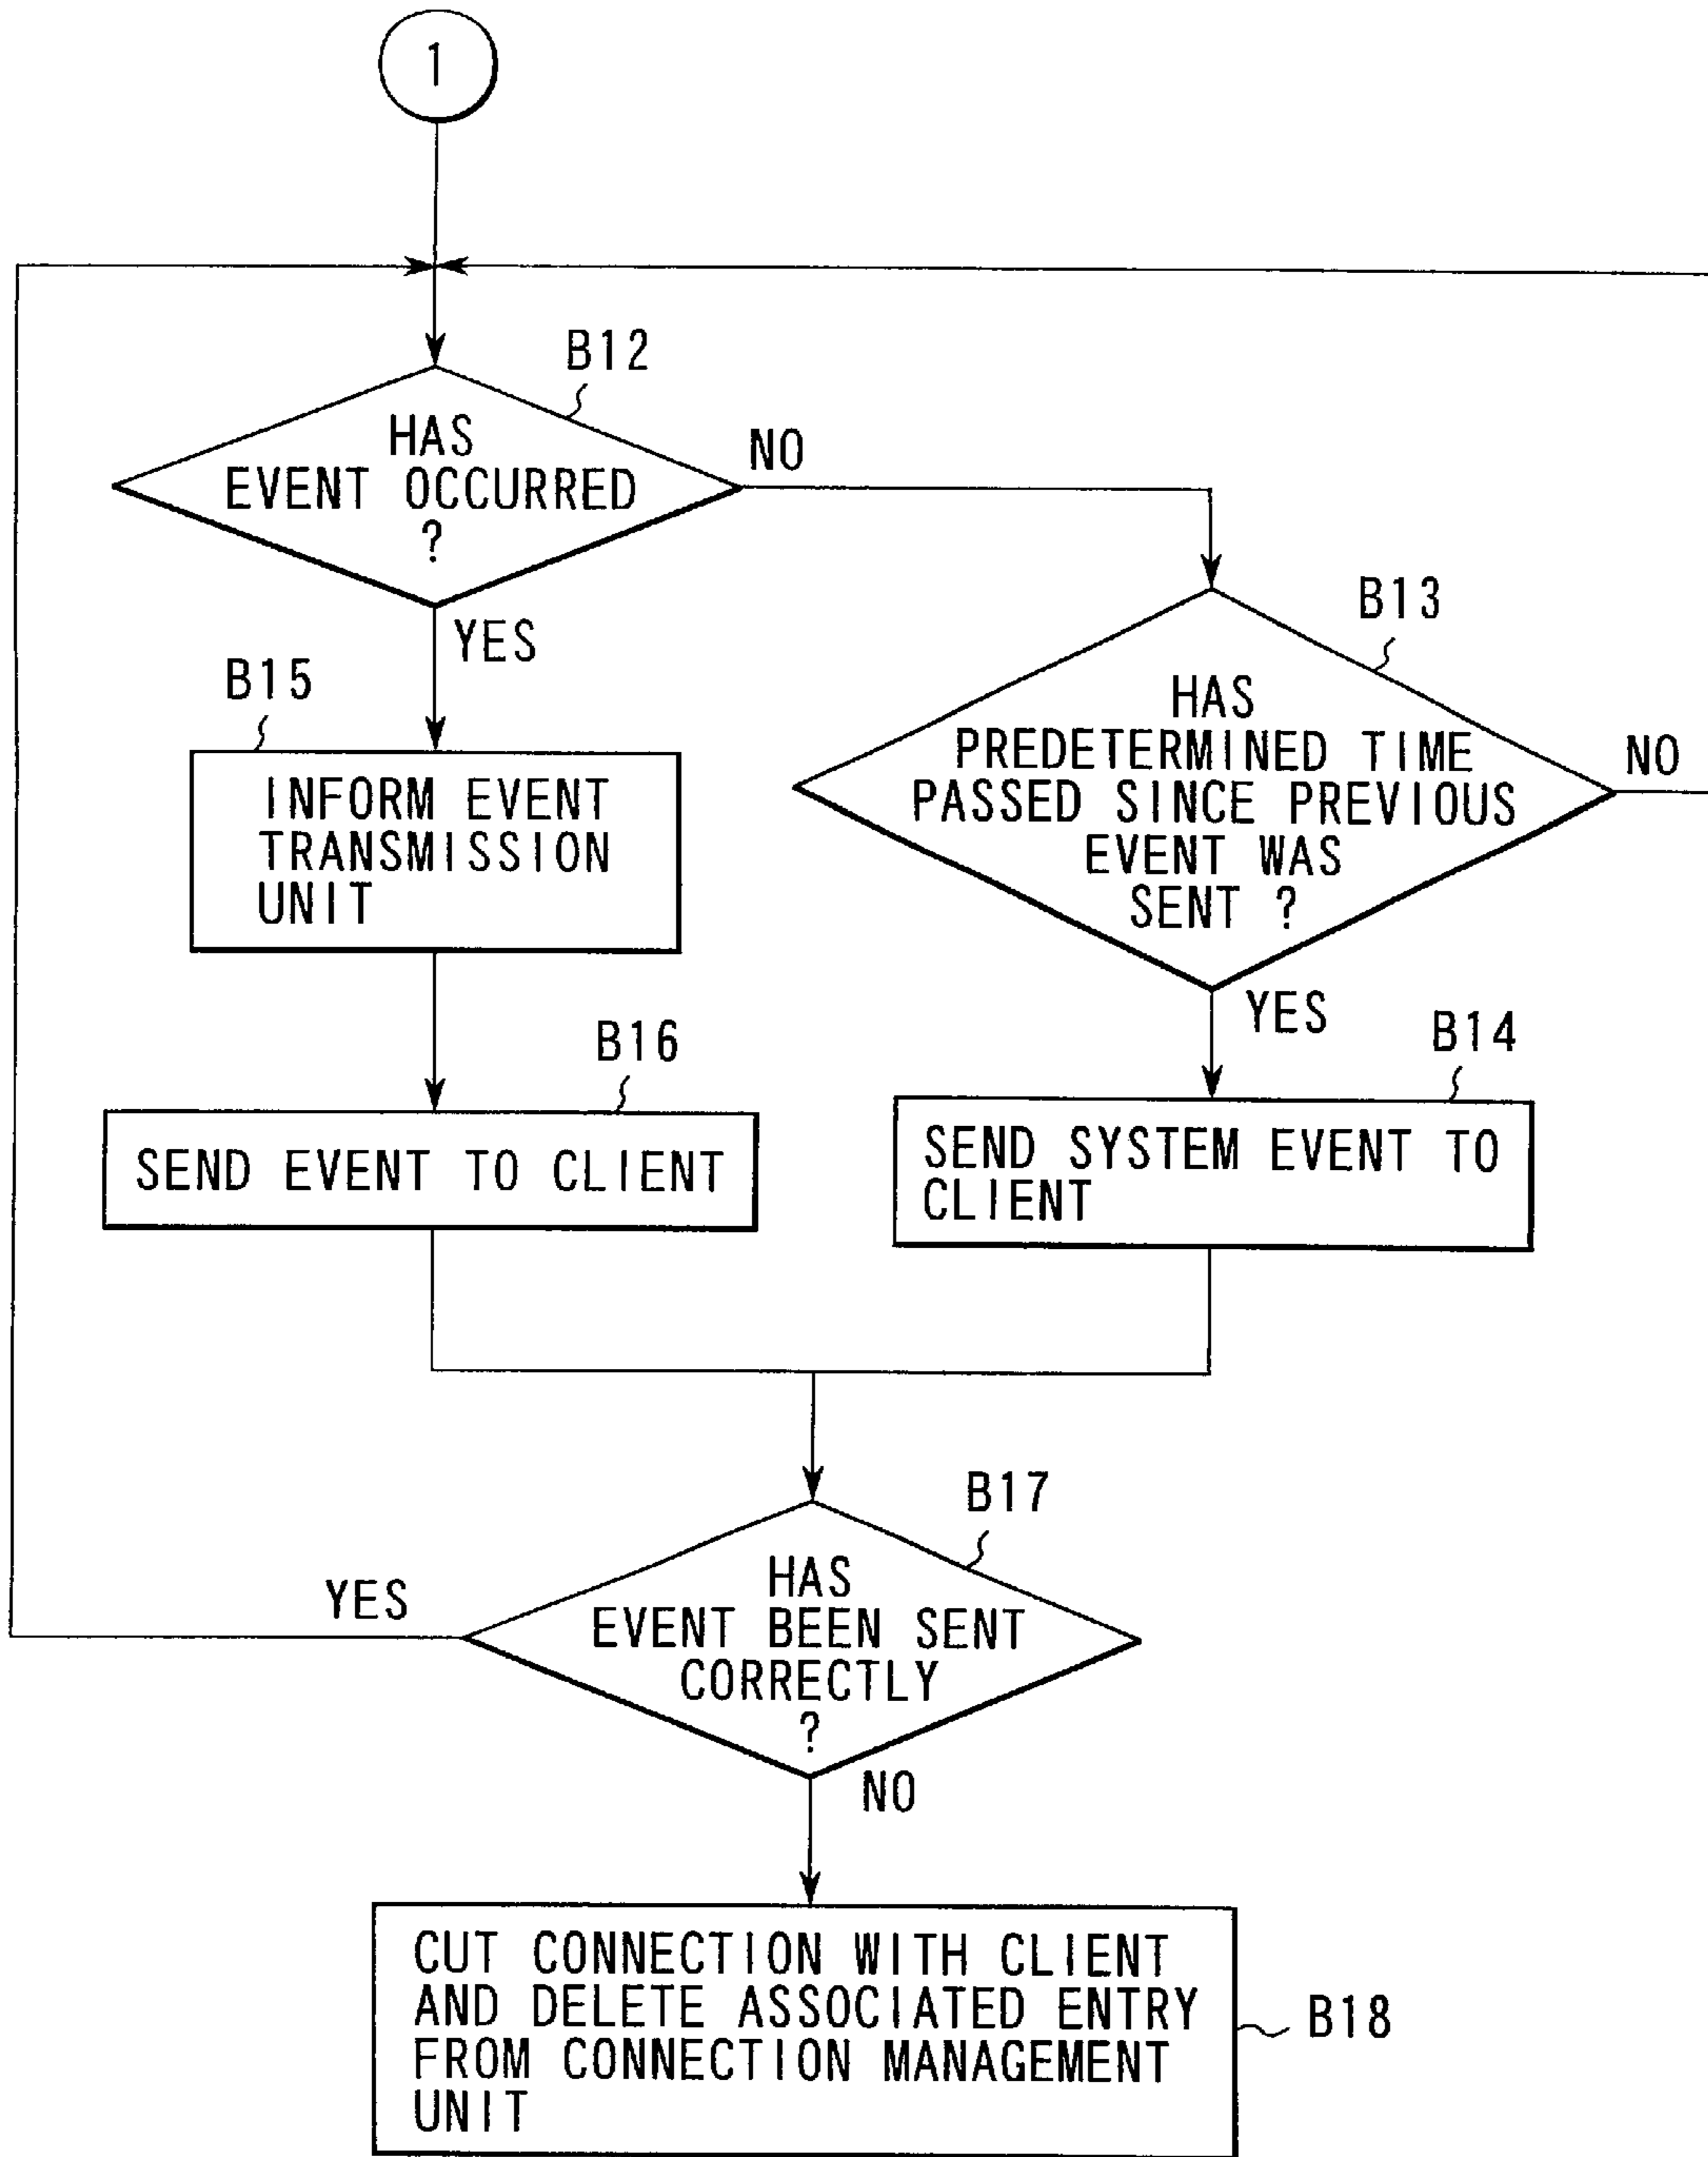 1
B12
HAS
EVENT OCCURRED
?
NO
YES
B13
HAS
PREDETERMINED TIME
PASSED SINCE PREVIOUS
EVENT WAS
SENT ?
NO
YES
B15
INFORM EVENT
TRANSMISSION
UNIT
B16
SEND EVENT TO CLIENT
B14
SEND SYSTEM EVENT TO
CLIENT
B17
HAS
EVENT BEEN SENT
CORRECTLY
?
YES
NO
CUT CONNECTION WITH CLIENT
AND DELETE ASSOCIATED ENTRY
FROM CONNECTION MANAGEMENT
UNIT
B18